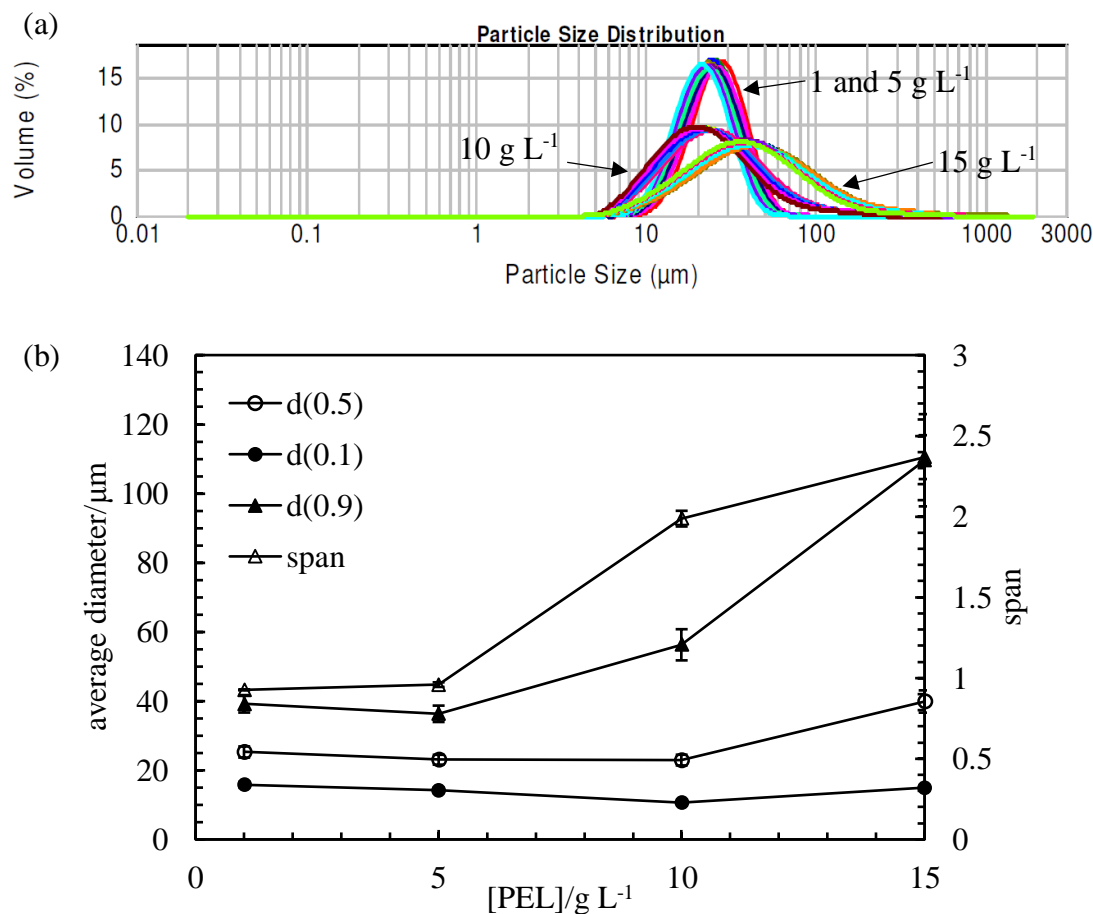 (a)
Particle Size Distribution
Volume (%)
15
10
5
0
1 and 5 g L⁻¹
10 g L⁻¹
15 g L⁻¹
0.01 0.1 1 10 100 1000 3000
Particle Size (µm)
(b)
140
120
100
80
60
40
20
0
average diameter/µm
d(0.5)
d(0.1)
d(0.9)
span
3
2.5
2
1.5
1
0.5
0
span
0 5 10 15
[PEL]/g L⁻¹